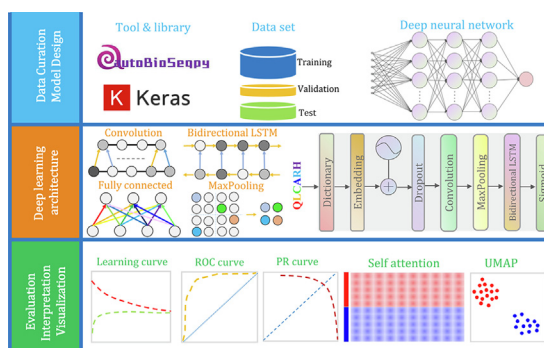 Data Curation
Model Design
Tool & library
Data set
Deep neural network
autoBioSeqpy
K Keras
Training
Validation
Test
Deep learning
architecture
Convolution
Bidirectional LSTM
Fully connected
MaxPooling
QLCARH
Dictionary
Embedding
Dropout
Convolution
MaxPooling
Bidirectional LSTM
Sigmoid
Evaluation
Interpretation
Visualization
Learning curve
ROC curve
PR curve
Self attention
UMAP